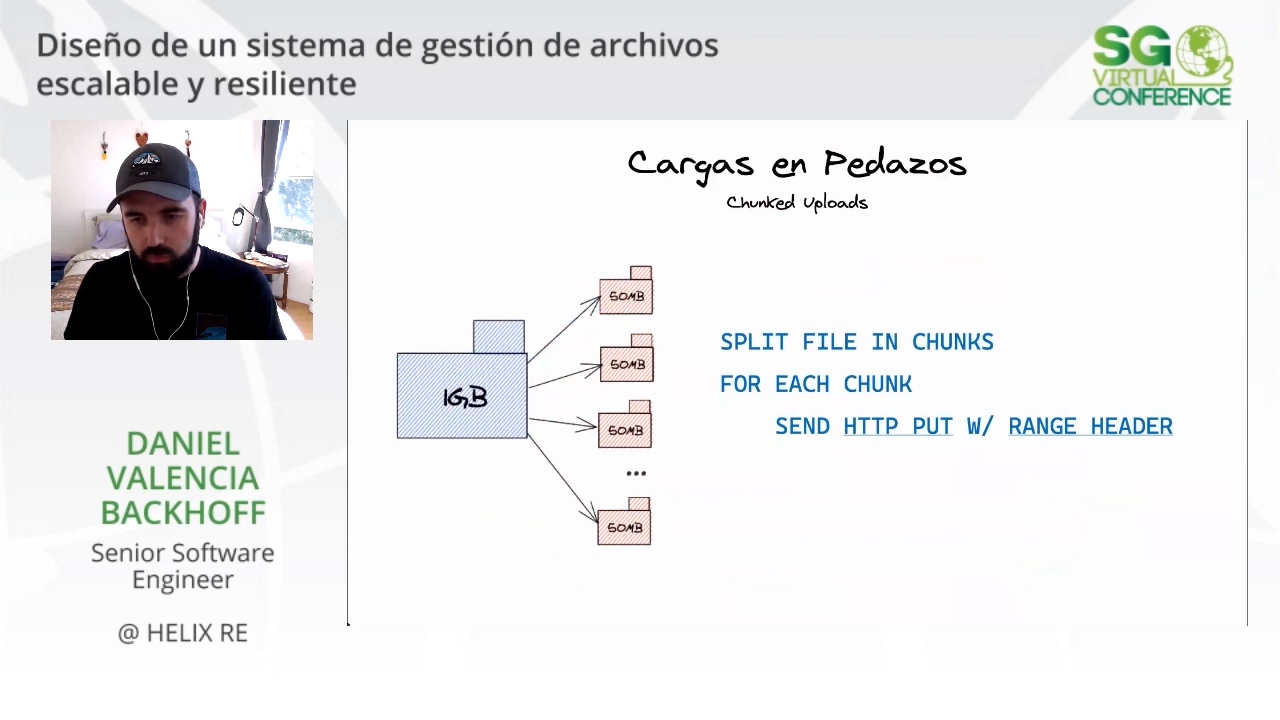 Diseño de un sistema de gestión de archivos
escalable y resiliente
SG
VIRTUAL
CONFERENCE
Cargas en Pedazos
Chunked Uploads
1GB
50MB
50MB
50MB
...
50MB
SPLIT FILE IN CHUNKS
FOR EACH CHUNK
SEND HTTP PUT W/ RANGE HEADER
DANIEL
VALENCIA
BACKHOFF
Senior Software
Engineer
@ HELIX RE